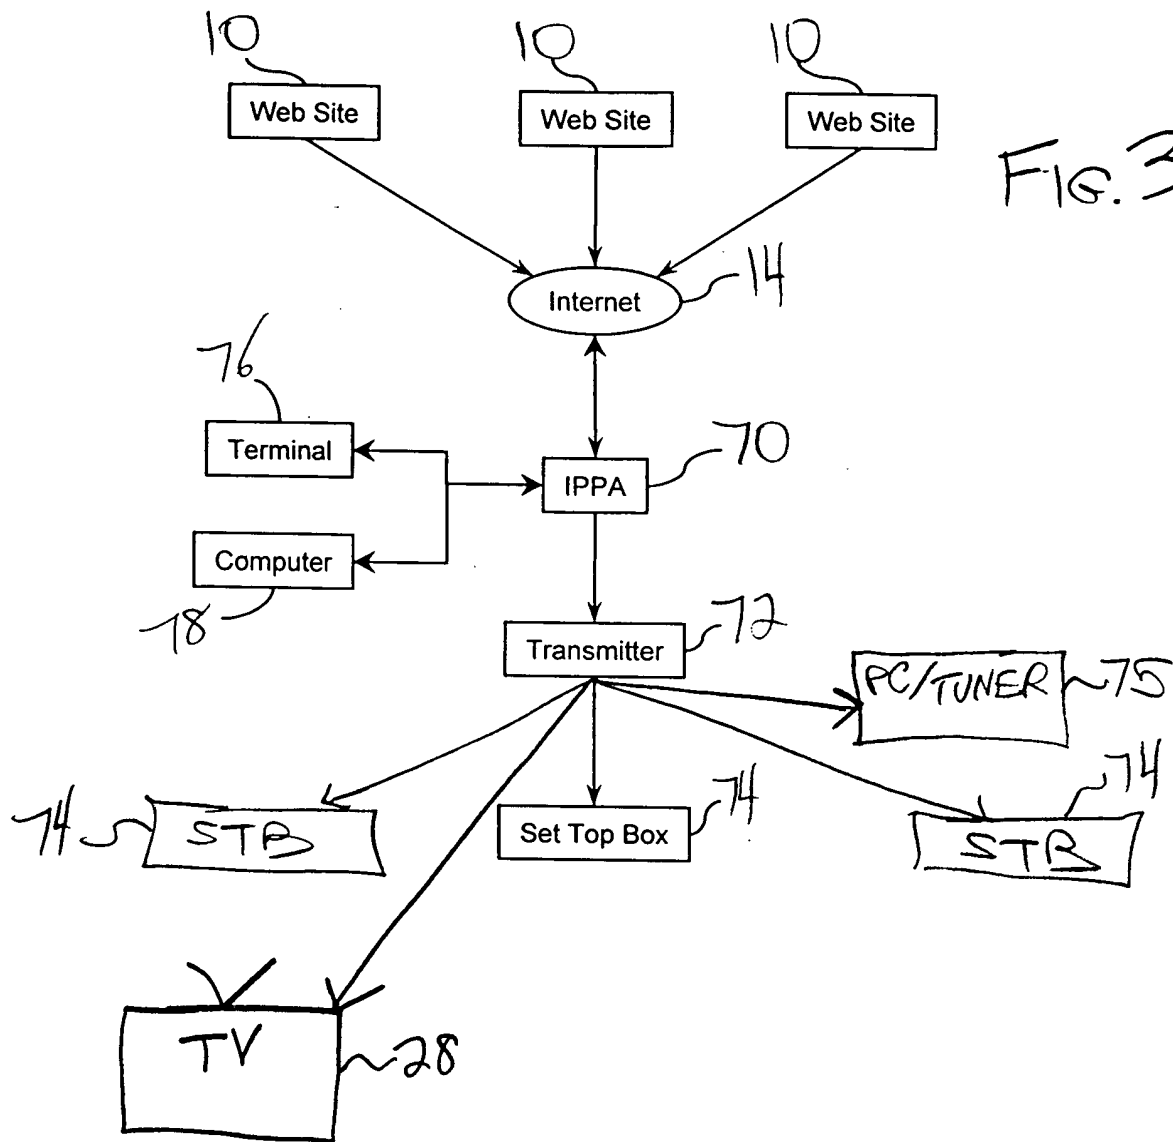 10
10
10
Web Site
Web Site
Web Site
FIG. 3
Internet
14
76
Terminal
IPPA
70
Computer
78
Transmitter
72
PC/TUNER
75
74
STB
Set Top Box
74
STB
74
TV
28